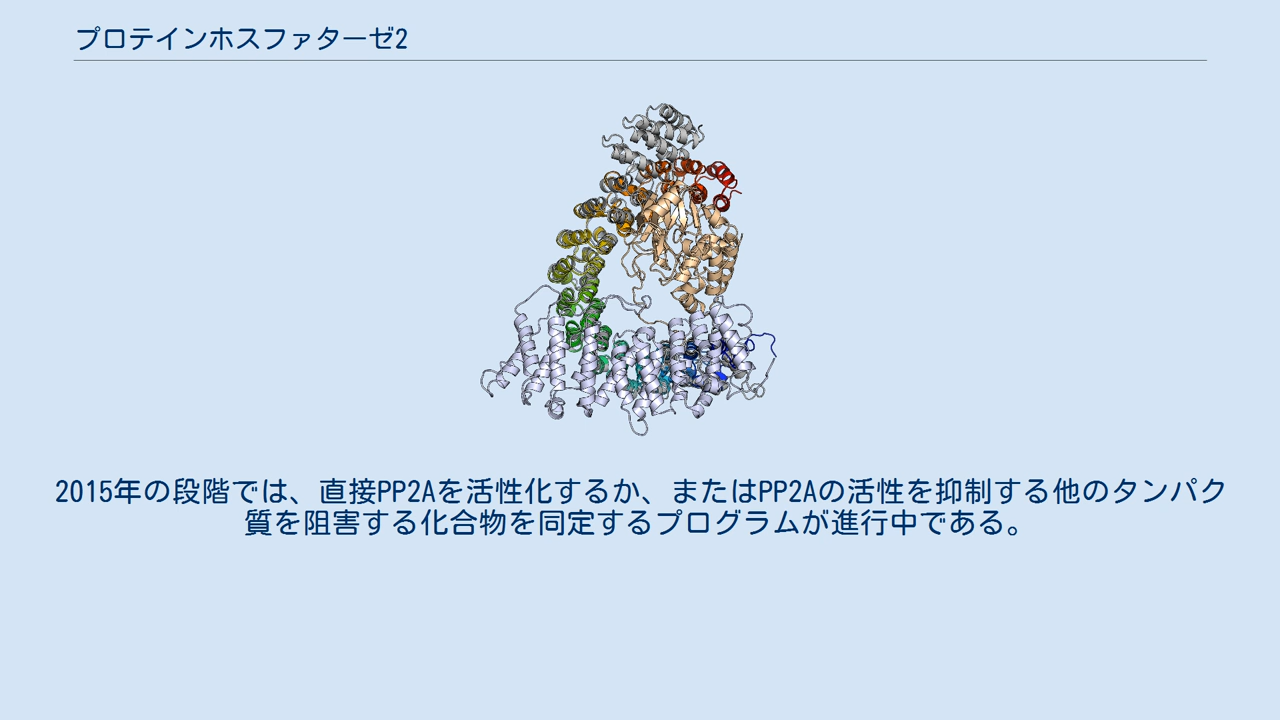 プロテインホスファターゼ2
2015年の段階では、直接PP2Aを活性化するか、またはPP2Aの活性を抑制する他のタンパク
質を阻害する化合物を同定するプログラムが進行中である。